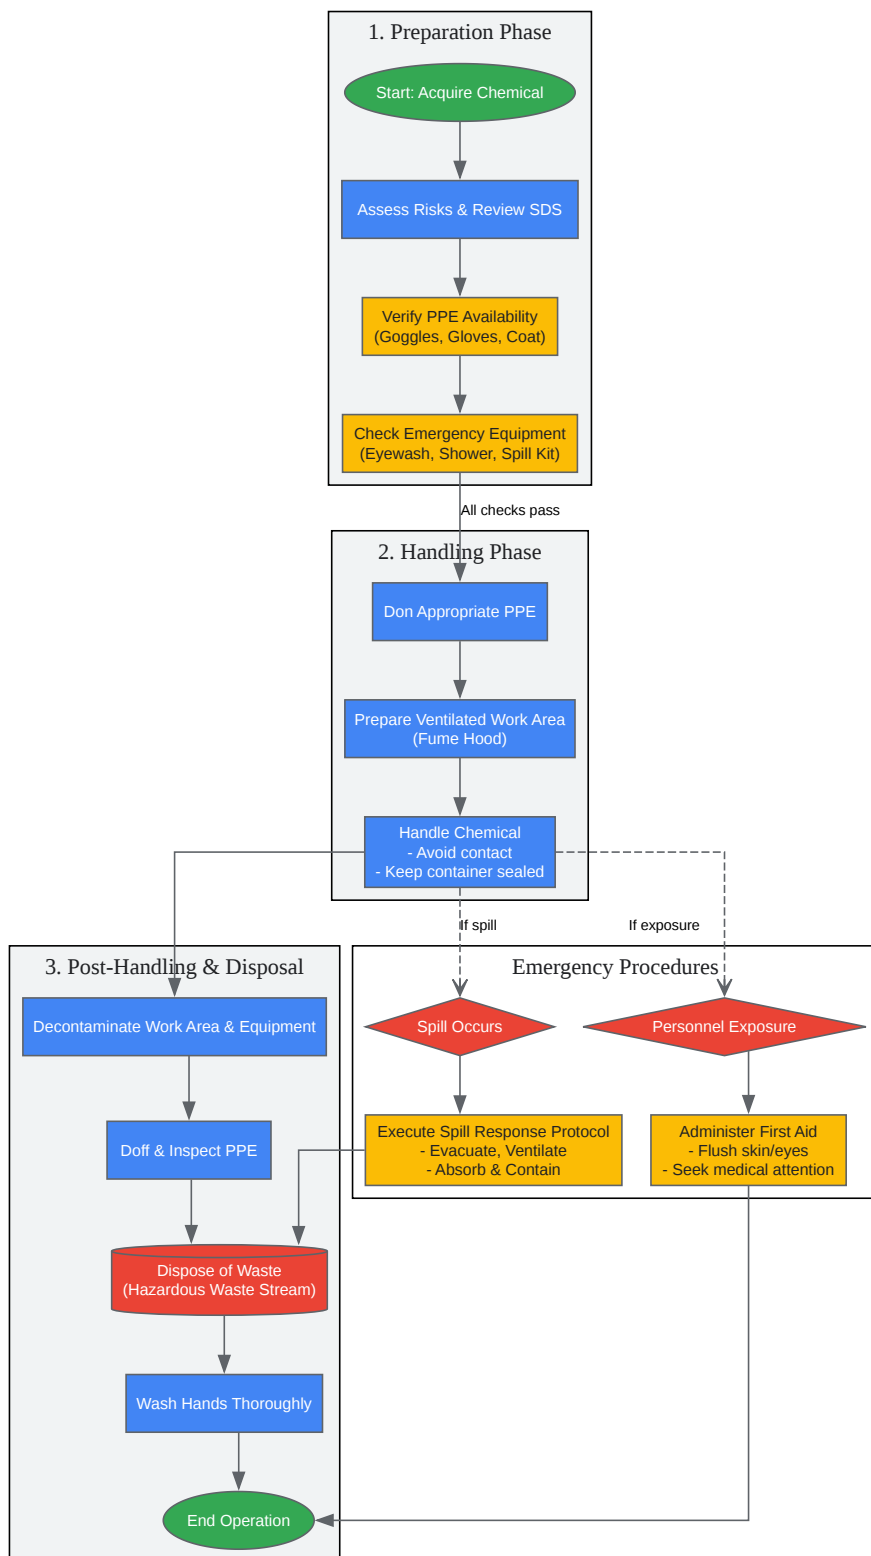 1. Preparation Phase
Start: Acquire Chemical
Assess Risks & Review SDS
Verify PPE Availability
(Goggles, Gloves, Coat)
Check Emergency Equipment
(Eyewash, Shower, Spill Kit)
All checks pass
2. Handling Phase
Don Appropriate PPE
Prepare Ventilated Work Area
(Fume Hood)
Handle Chemical
- Avoid contact
- Keep container sealed
If spill
If exposure
3. Post-Handling & Disposal
Decontaminate Work Area & Equipment
Doff & Inspect PPE
Dispose of Waste
(Hazardous Waste Stream)
Wash Hands Thoroughly
End Operation
Emergency Procedures
Spill Occurs
Personnel Exposure
Execute Spill Response Protocol
- Evacuate, Ventilate
- Absorb & Contain
Administer First Aid
- Flush skin/eyes
- Seek medical attention